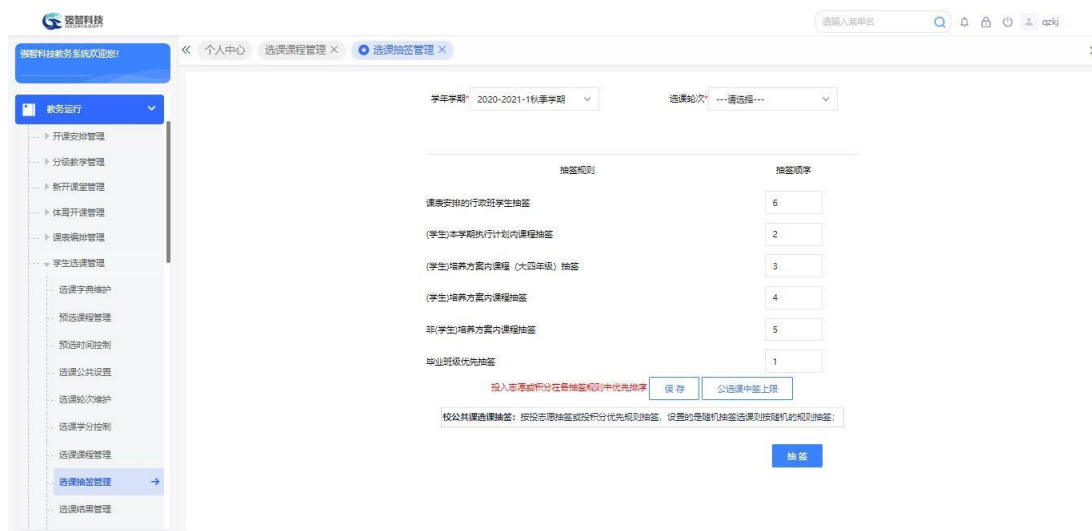 强智科技
QZDATASOFT
请输入菜单名
qzkj
强智科技教务系统欢迎您!
个人中心 选课课程管理 × 选课抽签管理 ×
教务运行
开课安排管理
分级教学管理
新开课堂管理
体育开课管理
课表编排管理
学生选课管理
选课字典维护
预选课程管理
预选时间控制
选课公共设置
选课轮次维护
选课学分控制
选课课程管理
选课抽签管理
选课结果管理
学年学期* 2020-2021-1秋季学期 选课轮次* ---请选择---
抽签规则 抽签顺序
课表安排的行政班学生抽签 6
(学生)本学期执行计划内课程抽签 2
(学生)培养方案内课程（大四年级）抽签 3
(学生)培养方案内课程抽签 4
非(学生)培养方案内课程抽签 5
毕业班级优先抽签 1
投入志愿或积分在各抽签规则中优先排序 保 存 公选课中签上限
校公共课选课抽签：按投志愿抽签或投积分优先规则抽签，设置的是随机抽签选课则按随机的规则抽签；
抽 签